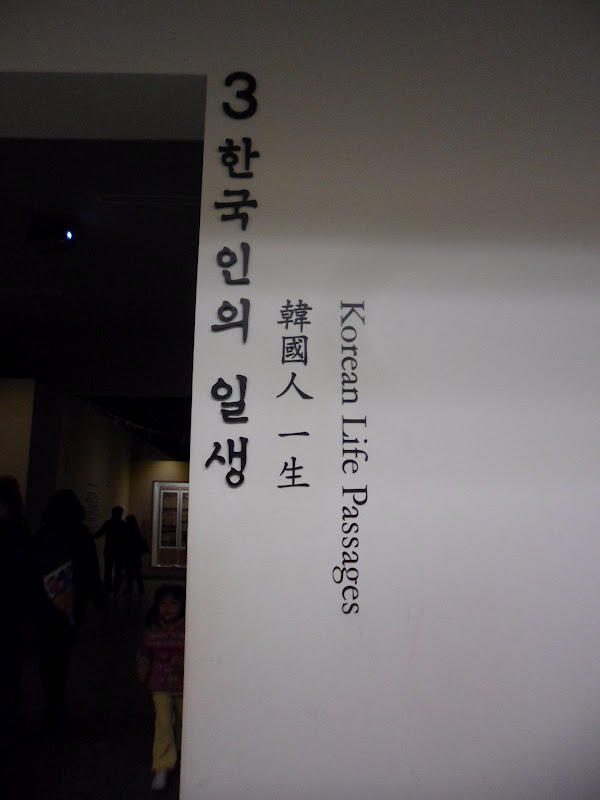 3 한국인의 일생
韓國人 一生
Korean Life Passages